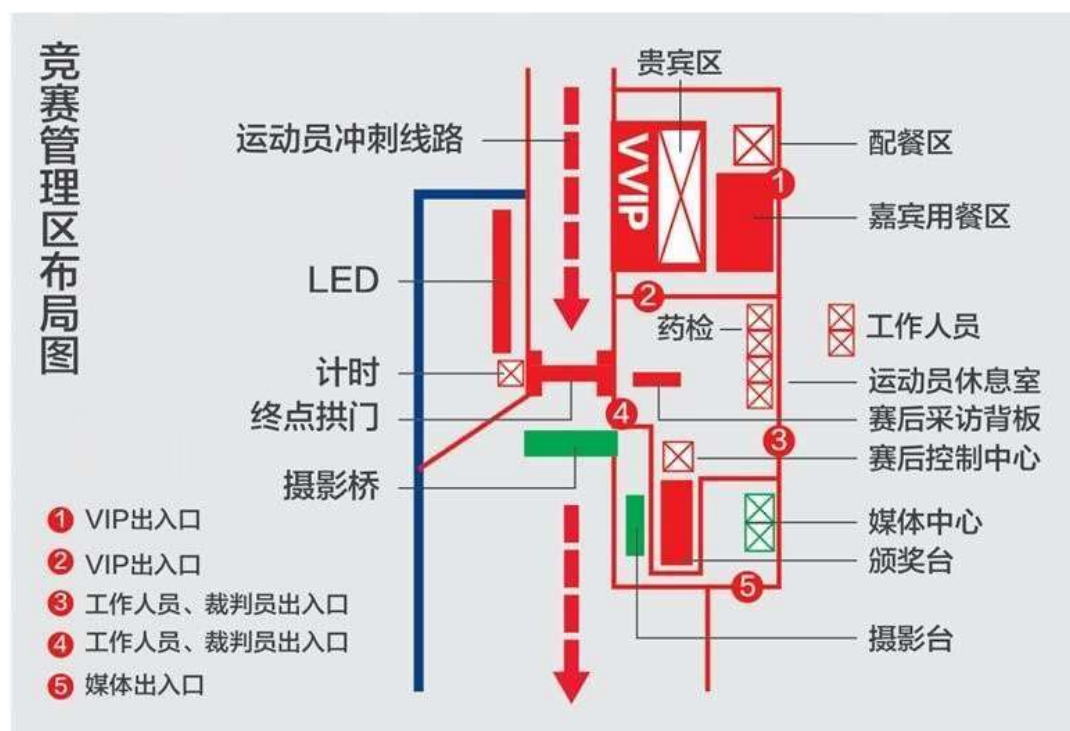 竞赛管理区布局图
贵宾区
运动员冲刺线路
配餐区
VVIP
1
嘉宾用餐区
LED
2
药检
工作人员
计时
运动员休息室
终点拱门
4
赛后采访背板
3
赛后控制中心
摄影桥
媒体中心
颁奖台
5
摄影台
1 VIP出入口
2 VIP出入口
3 工作人员、裁判员出入口
4 工作人员、裁判员出入口
5 媒体出入口